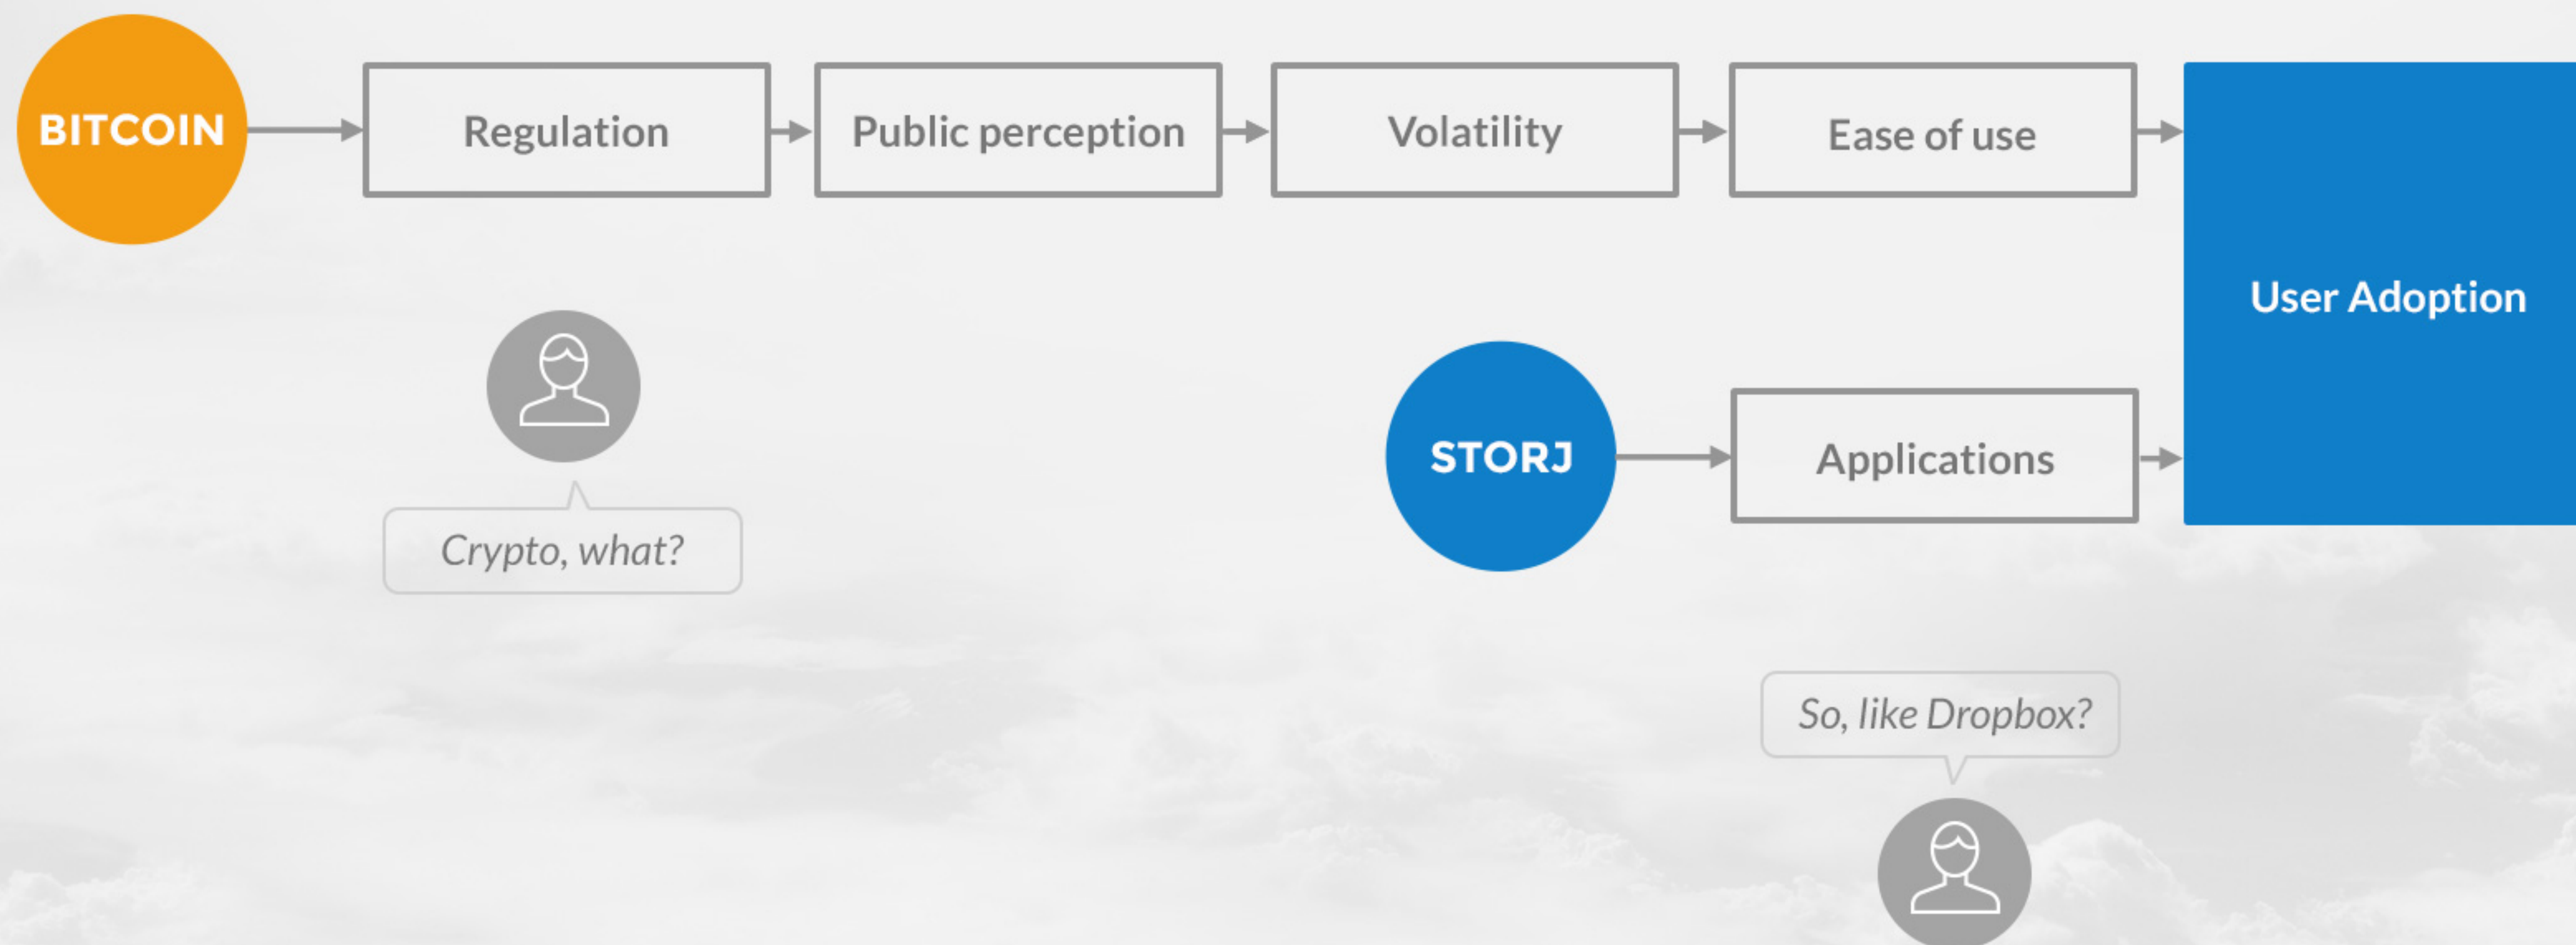 BITCOIN
Regulation
Public perception
Volatility
Ease of use
User Adoption
Crypto, what?
STORJ
Applications
So, like Dropbox?